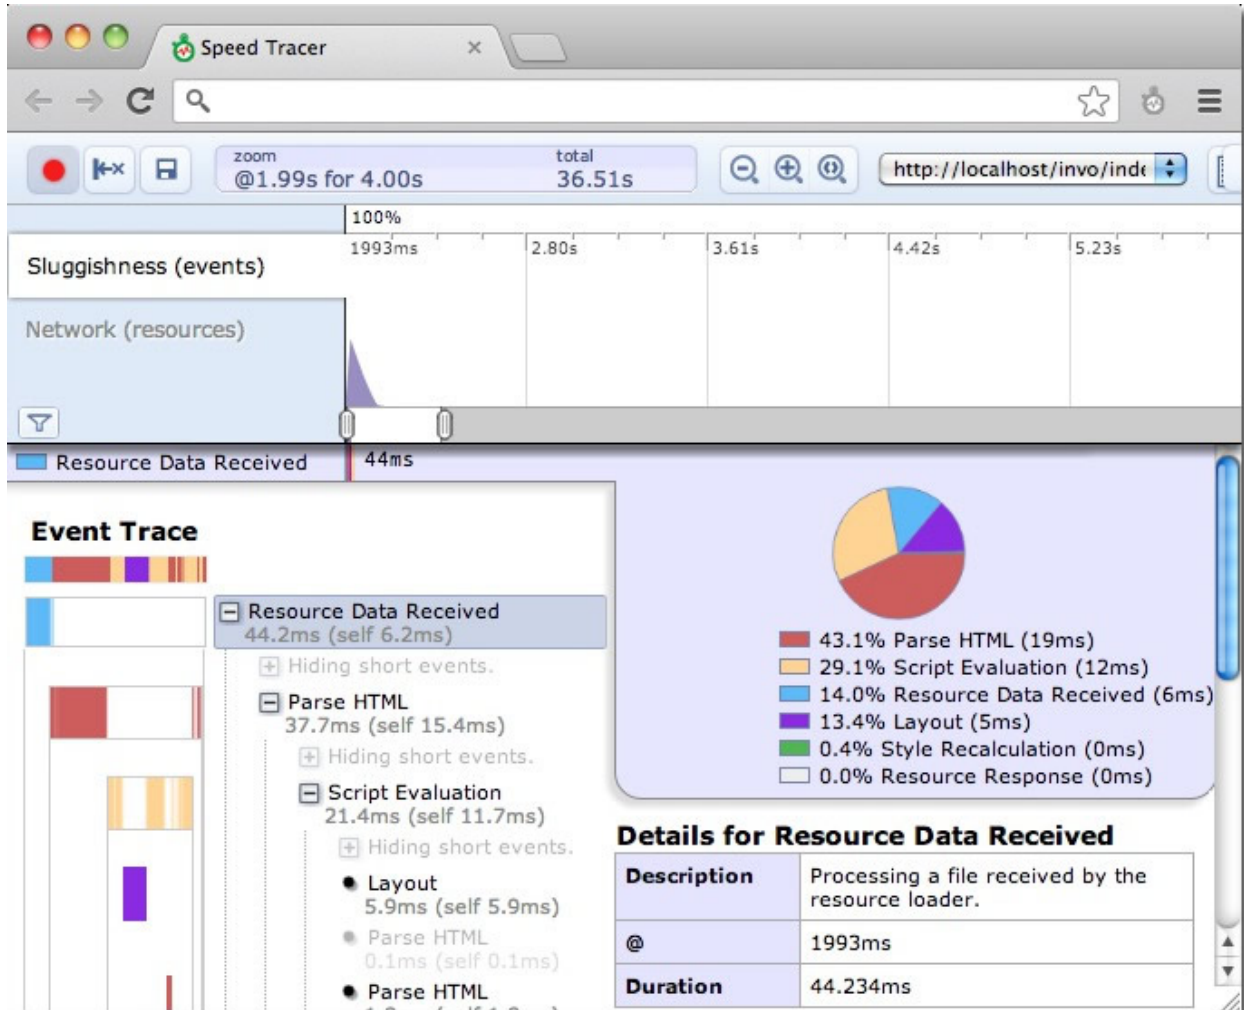 Speed Tracer
zoom
@1.99s for 4.00s
total
36.51s
http://localhost/invo/inde
100%
1993ms
2.80s
3.61s
4.42s
5.23s
Sluggishness (events)
Network (resources)
Resource Data Received
44ms
Event Trace
Resource Data Received
44.2ms (self 6.2ms)
Hiding short events.
Parse HTML
37.7ms (self 15.4ms)
Hiding short events.
Script Evaluation
21.4ms (self 11.7ms)
Hiding short events.
Layout
5.9ms (self 5.9ms)
Parse HTML
0.1ms (self 0.1ms)
Parse HTML
43.1% Parse HTML (19ms)
29.1% Script Evaluation (12ms)
14.0% Resource Data Received (6ms)
13.4% Layout (5ms)
0.4% Style Recalculation (0ms)
0.0% Resource Response (0ms)
Details for Resource Data Received
Description
Processing a file received by the
resource loader.
@
1993ms
Duration
44.234ms